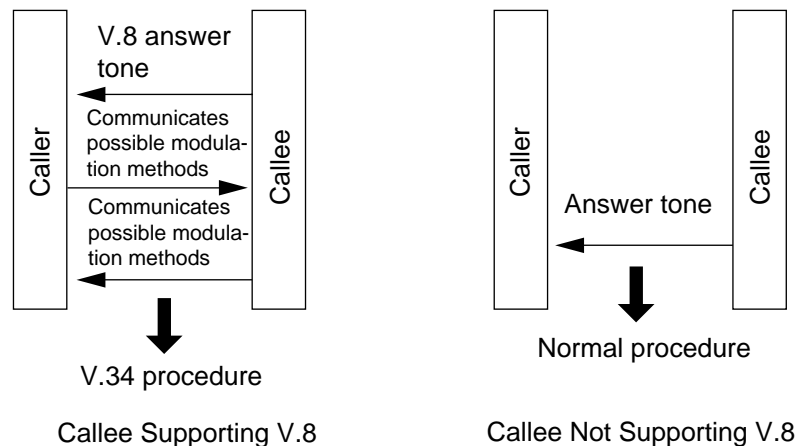 V.8 answer
tone
Caller
Callee
Communicates
possible modula-
tion methods
Communicates
possible modula-
tion methods
V.34 procedure
Callee Supporting V.8
Caller
Callee
Answer tone
Normal procedure
Callee Not Supporting V.8